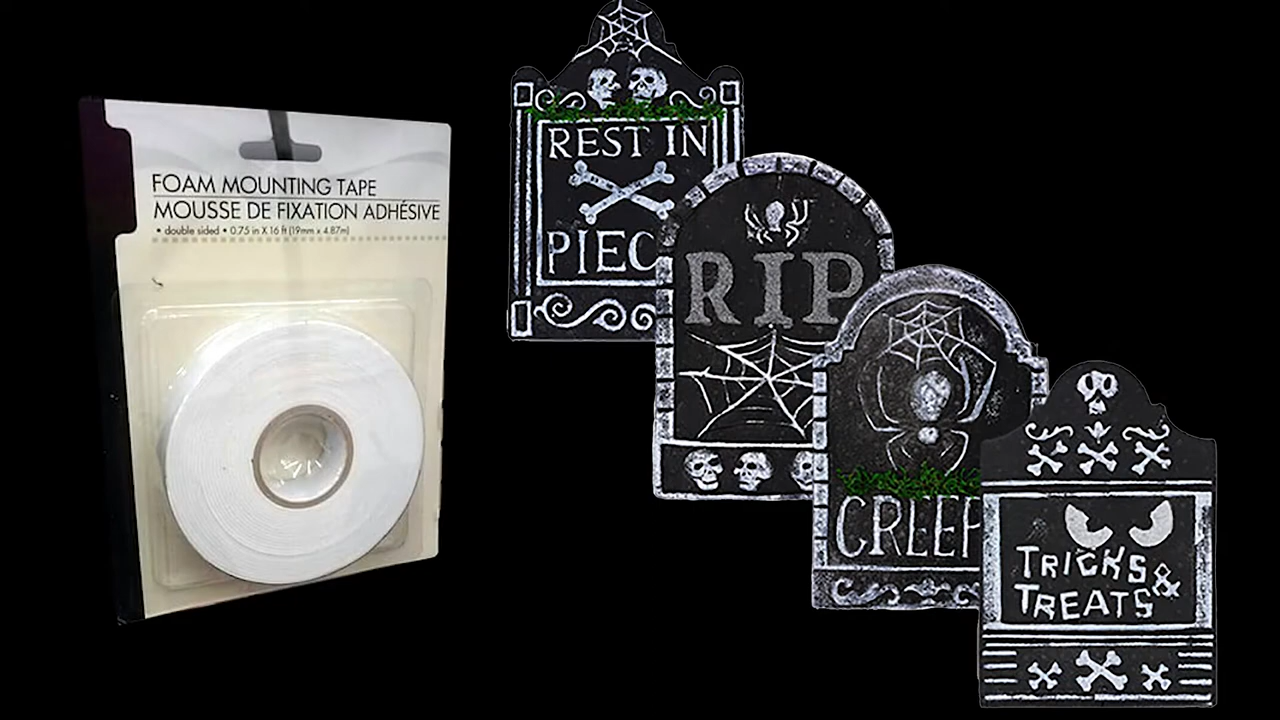 FOAM MOUNTING TAPE
MOUSSE DE FIXATION ADHÉSIVE
• double sided • 0.75 in X 16 ft (19mm x 4.87m)
REST IN
PIEC
RIP
CREEP
TRICKS &
TREATS